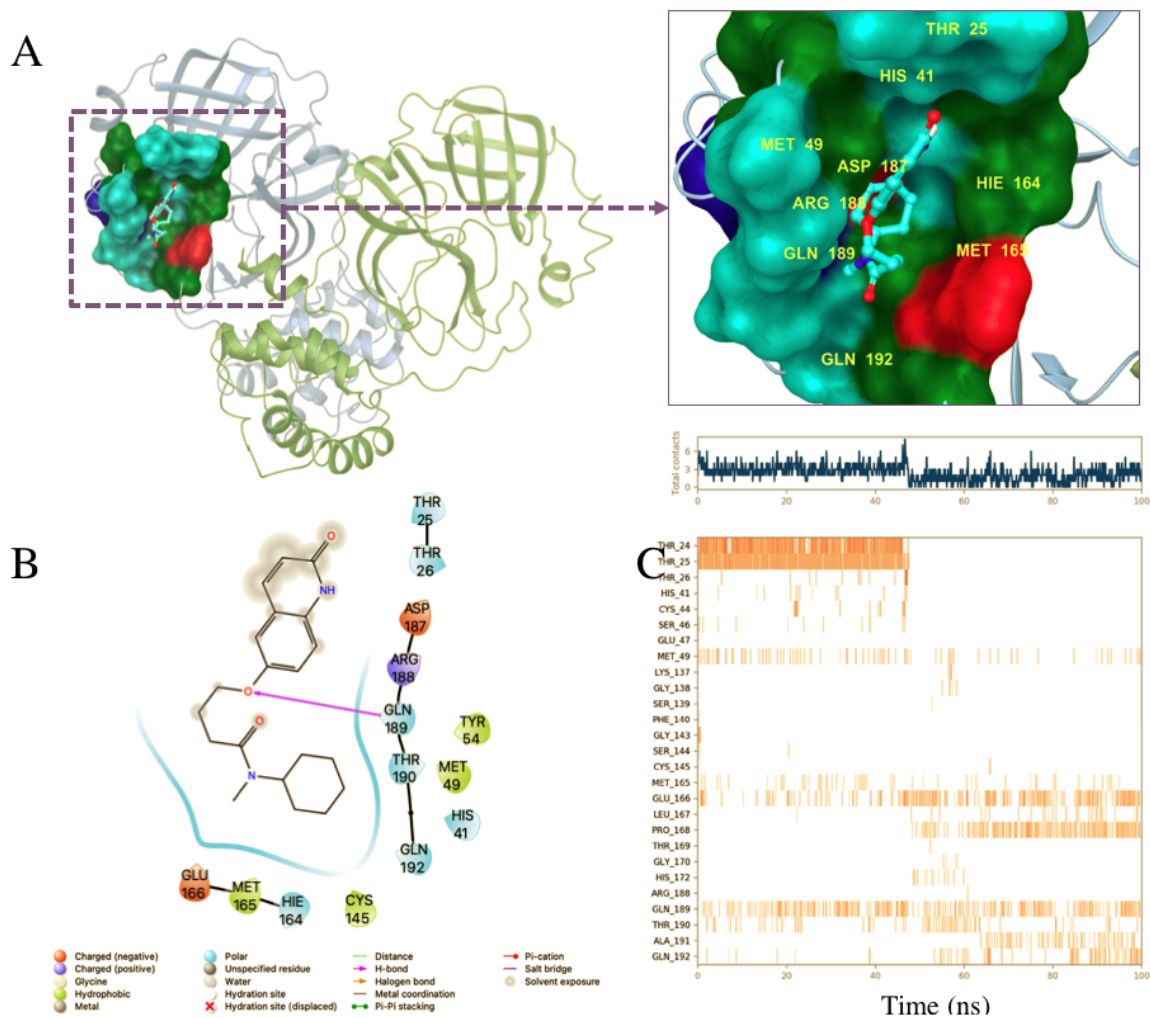 A
THR 25
HIS 41
MET 49
ASP 187
HIE 164
ARG 188
GLN 189
MET 165
GLN 192
Total contacts
6
3
0
0 20 40 60 80 100
B
O
NH
O
O
N
THR 25
THR 26
ASP 187
ARG 188
GLN 189
TYR 54
THR 190
MET 49
HIS 41
GLN 192
GLU 166
MET 165
HIE 164
CYS 145
Charged (negative)
Charged (positive)
Glycine
Hydrophobic
Metal
Polar
Unspecified residue
Water
Hydration site
Hydration site (displaced)
Distance
H-bond
Halogen bond
Metal coordination
Pi-Pi stacking
Pi-cation
Salt bridge
Solvent exposure
C
THR_24
THR_25
THR_26
HIS_41
CYS_44
SER_46
GLU_47
MET_49
LYS_137
GLY_138
SER_139
PHE_140
GLY_143
SER_144
CYS_145
MET_165
GLU_166
LEU_167
PRO_168
THR_169
GLY_170
HIS_172
ARG_188
GLN_189
THR_190
ALA_191
GLN_192
0 20 40 60 80 100
Time (ns)